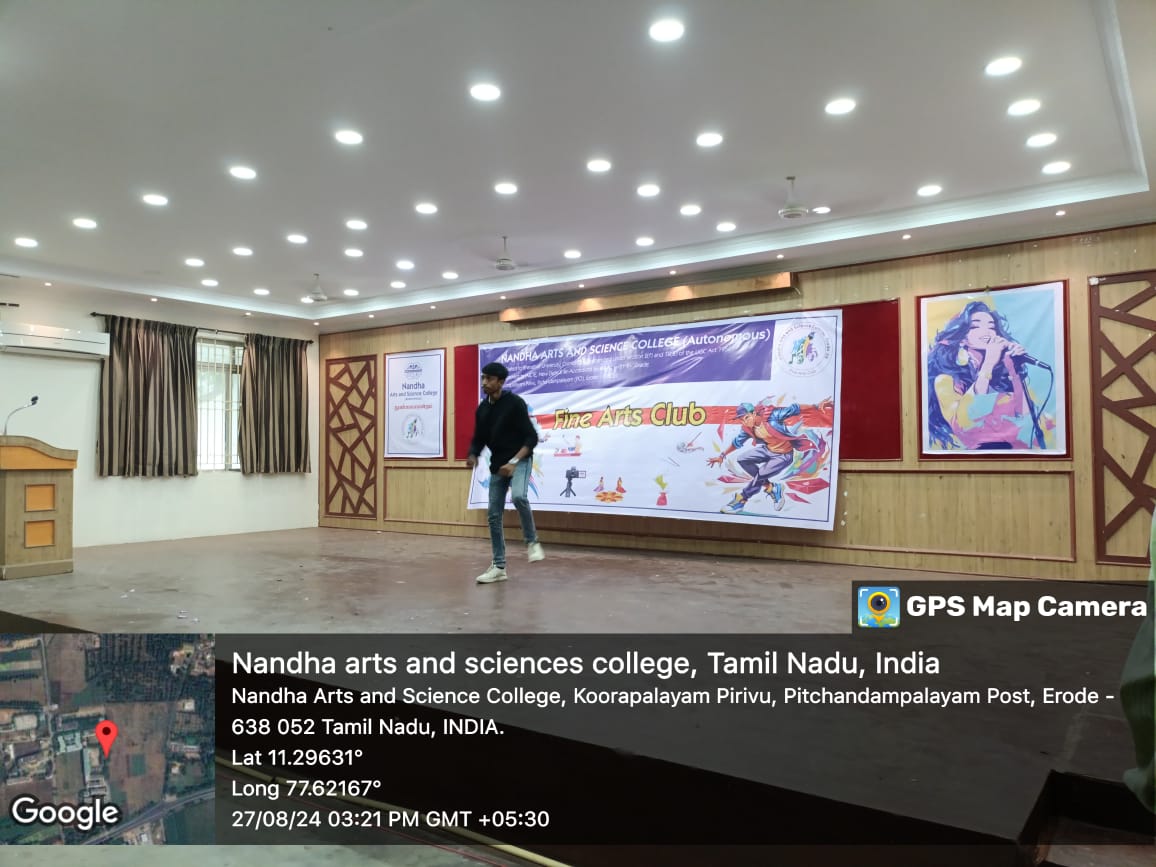 NANDHA ARTS AND SCIENCE COLLEGE (Autonomous)
Fine Arts Club
Nandha
Arts and Science College
GPS Map Camera
Nandha arts and sciences college, Tamil Nadu, India
Nandha Arts and Science College, Koorapalayam Pirivu, Pitchandampalayam Post, Erode -
638 052 Tamil Nadu, INDIA.
Lat 11.29631°
Long 77.62167°
27/08/24 03:21 PM GMT +05:30
Google